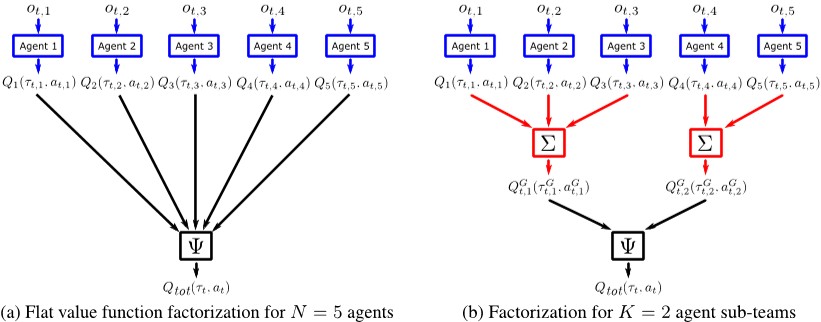 o_{t,1} o_{t,2} o_{t,3} o_{t,4} o_{t,5} o_{t,1} o_{t,2} o_{t,3} o_{t,4} o_{t,5}
Agent 1 Agent 2 Agent 3 Agent 4 Agent 5 Agent 1 Agent 2 Agent 3 Agent 4 Agent 5
Q_1(τ_{t,1}, a_{t,1}) Q_2(τ_{t,2}, a_{t,2}) Q_3(τ_{t,3}, a_{t,3}) Q_4(τ_{t,4}, a_{t,4}) Q_5(τ_{t,5}, a_{t,5}) Q_1(τ_{t,1}, a_{t,1}) Q_2(τ_{t,2}, a_{t,2}) Q_3(τ_{t,3}, a_{t,3}) Q_4(τ_{t,4}, a_{t,4}) Q_5(τ_{t,5}, a_{t,5})
Σ Σ
Q^G_{t,1}(τ^G_{t,1}, a^G_{t,1}) Q^G_{t,2}(τ^G_{t,2}, a^G_{t,2})
Ψ Ψ
Q_{tot}(τ_t, a_t) Q_{tot}(τ_t, a_t)
(a) Flat value function factorization for N = 5 agents (b) Factorization for K = 2 agent sub-teams